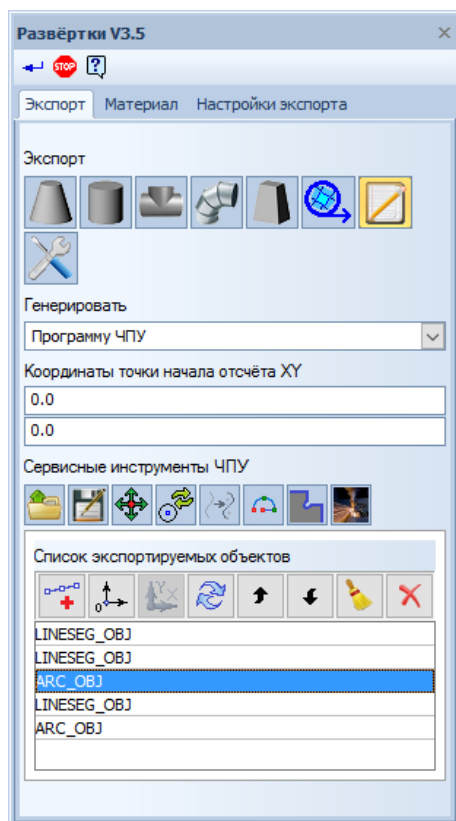 Развёртки V3.5
STOP
Экспорт Материал Настройки экспорта
Экспорт
Генерировать
Программу ЧПУ
Координаты точки начала отсчёта XY
0.0
0.0
Сервисные инструменты ЧПУ
Список экспортируемых объектов
0
Y X
LINESEG_OBJ
LINESEG_OBJ
ARC_OBJ
LINESEG_OBJ
ARC_OBJ